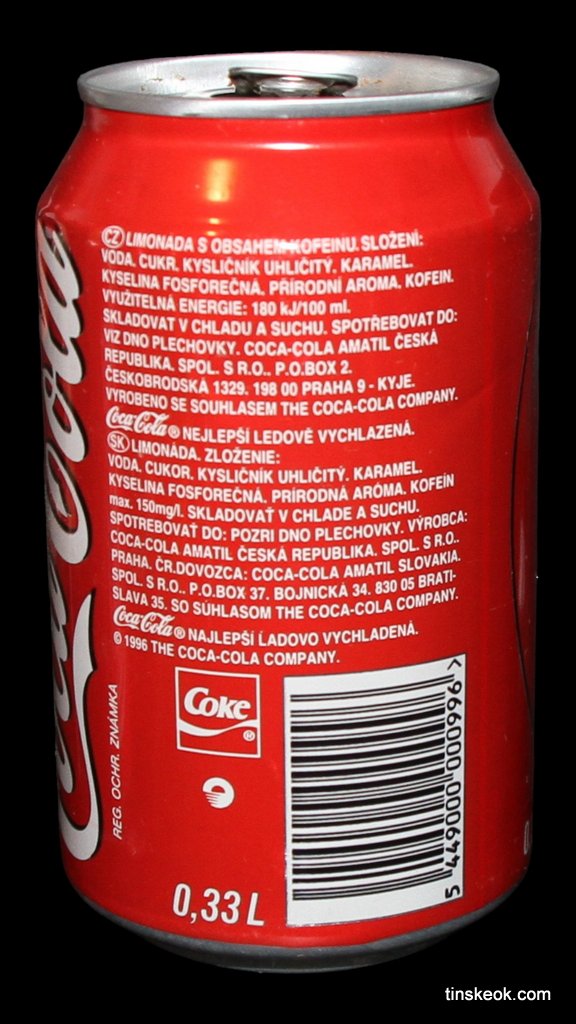 CZ LIMONÁDA S OBSAHEM KOFEINU. SLOŽENÍ:
VODA. CUKR. KYSLIČNÍK UHLIČITÝ. KARAMEL.
KYSELINA FOSFOREČNÁ. PŘÍRODNÍ AROMA. KOFEIN.
VYUŽITELNÁ ENERGIE: 180 kJ/100 ml.
SKLADOVAT V CHLADU A SUCHU. SPOTŘEBOVAT DO:
VIZ DNO PLECHOVKY. COCA-COLA AMATIL ČESKÁ
REPUBLIKA. SPOL. S R.O.. P.O.BOX 2.
ČESKOBRODSKÁ 1329. 198 00 PRAHA 9 - KYJE.
VYROBENO SE SOUHLASEM THE COCA-COLA COMPANY.
Coca-Cola ® NEJLEPŠÍ LEDOVĚ VYCHLAZENÁ.
SK LIMONÁDA. ZLOŽENIE:
VODA. CUKOR. KYSLIČNÍK UHLIČITÝ. KARAMEL.
KYSELINA FOSFOREČNÁ. PRÍRODNÁ ARÓMA. KOFEÍN
max. 150mg/l. SKLADOVAŤ V CHLADE A SUCHU.
SPOTREBOVAŤ DO: POZRI DNO PLECHOVKY. VÝROBCA:
COCA-COLA AMATIL ČESKÁ REPUBLIKA. SPOL. S R.O..
PRAHA. ČR.DOVOZCA: COCA-COLA AMATIL SLOVAKIA.
SPOL. S R.O.. P.O.BOX 37. BOJNICKÁ 34. 830 05 BRATI-
SLAVA 35. SO SÚHLASOM THE COCA-COLA COMPANY.
Coca-Cola ® NAJLEPŠÍ ĽADOVO VYCHLADENÁ.
© 1996 THE COCA-COLA COMPANY.
REG. OCHR. ZNÁMKA
Coke ®
0,33 L
5 449000 000996 >
tinskeok.com